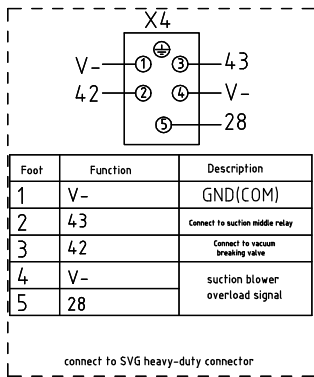 X4
V- 1 3 43
42 2 4 V-
5 28
Foot Function Description
1 V- GND(COM)
2 43 Connect to suction middle relay
3 42 Connect to vacuum
breaking valve
4 V- suction blower
overload signal
5 28
connect to SVG heavy-duty connector